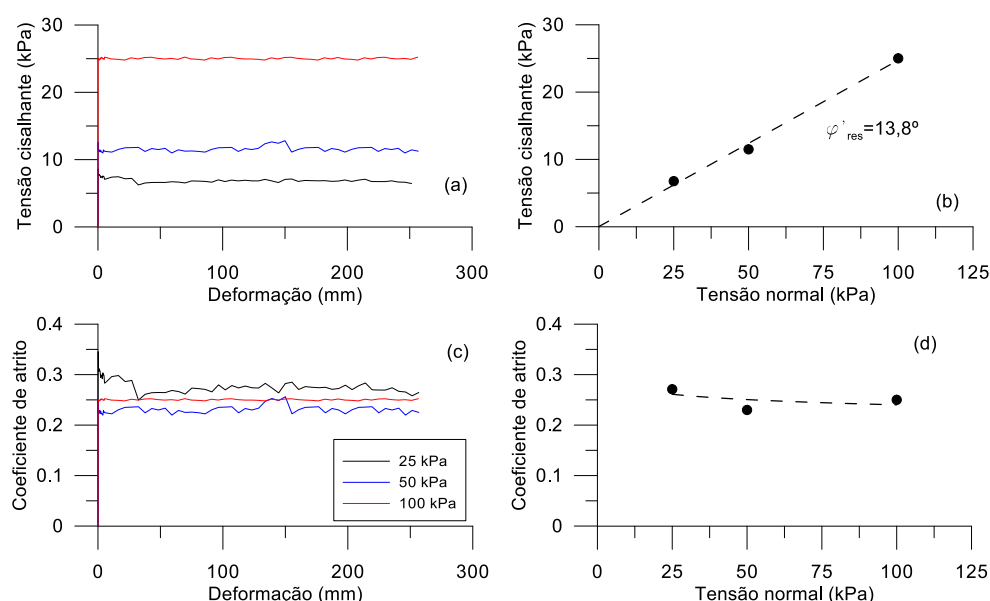 30
20
10
0
Tensão cisalhante (kPa)
(a)
0 100 200 300
Deformação (mm)
30
20
10
0
Tensão cisalhante (kPa)
φ'res=13,8º
(b)
0 25 50 75 100 125
Tensão normal (kPa)
0.4
0.3
0.2
0.1
0
Coeficiente de atrito
(c)
25 kPa
50 kPa
100 kPa
0 100 200 300
Deformação (mm)
0.4
0.3
0.2
0.1
0
Coeficiente de atrito
(d)
0 25 50 75 100 125
Tensão normal (kPa)